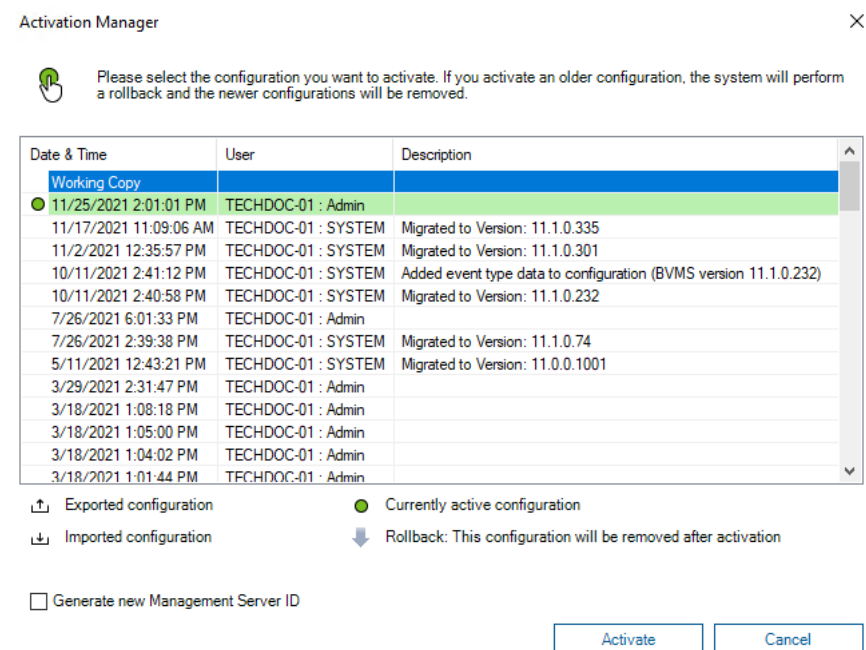 Activation Manager
Please select the configuration you want to activate. If you activate an older configuration, the system will perform
a rollback and the newer configurations will be removed.
Date & Time User Description
Working Copy
11/25/2021 2:01:01 PM TECHDOC-01 : Admin
11/17/2021 11:09:06 AM TECHDOC-01 : SYSTEM Migrated to Version: 11.1.0.335
11/2/2021 12:35:57 PM TECHDOC-01 : SYSTEM Migrated to Version: 11.1.0.301
10/11/2021 2:41:12 PM TECHDOC-01 : SYSTEM Added event type data to configuration (BVMS version 11.1.0.232)
10/11/2021 2:40:58 PM TECHDOC-01 : SYSTEM Migrated to Version: 11.1.0.232
7/26/2021 6:01:33 PM TECHDOC-01 : Admin
7/26/2021 2:39:38 PM TECHDOC-01 : SYSTEM Migrated to Version: 11.1.0.74
5/11/2021 12:43:21 PM TECHDOC-01 : SYSTEM Migrated to Version: 11.0.0.1001
3/29/2021 2:31:47 PM TECHDOC-01 : Admin
3/18/2021 1:08:18 PM TECHDOC-01 : Admin
3/18/2021 1:05:00 PM TECHDOC-01 : Admin
3/18/2021 1:04:02 PM TECHDOC-01 : Admin
3/18/2021 1:01:44 PM TECHDOC-01 : Admin
Exported configuration Currently active configuration
Imported configuration Rollback: This configuration will be removed after activation
Generate new Management Server ID
Activate Cancel